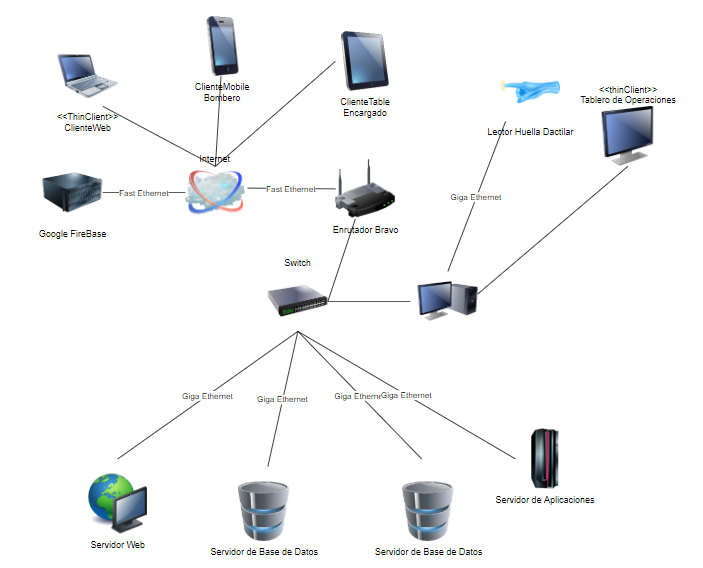 ClienteMobile
Bombero
ClienteTable
Encargado
<<ThinClient>>
ClienteWeb
<<thinClient>>
Tablero de Operaciones
Lector Huella Dactilar
Internet
Fast Ethernet
Fast Ethernet
Giga Ethernet
Google FireBase
Enrutador Bravo
Switch
Giga Ethernet
Giga Ethernet
Giga Ethernet
Giga Ethernet
Servidor Web
Servidor de Base de Datos
Servidor de Base de Datos
Servidor de Aplicaciones